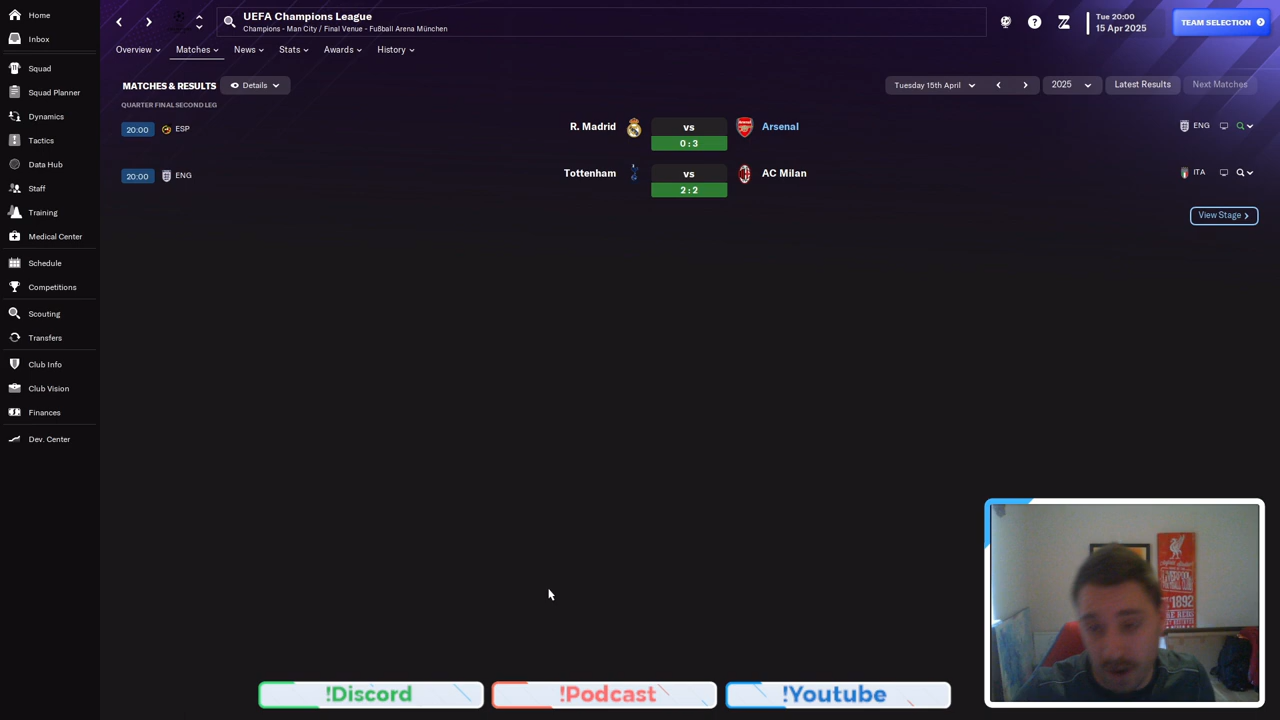 Home
Inbox
Squad
Squad Planner
Dynamics
Tactics
Data Hub
Staff
Training
Medical Center
Schedule
Competitions
Scouting
Transfers
Club Info
Club Vision
Finances
Dev. Center
UEFA Champions League
Champions - Man City / Final Venue - Fußball Arena München
Tue 20:00
15 Apr 2025
TEAM SELECTION
Overview
Matches
News
Stats
Awards
History
MATCHES & RESULTS
Details
Tuesday 15th April
2025
Latest Results
Next Matches
QUARTER FINAL SECOND LEG
20:00 ESP R. Madrid vs Arsenal ENG
0 : 3
20:00 ENG Tottenham vs AC Milan ITA
2 : 2
View Stage
1892
!Discord
!Podcast
!Youtube